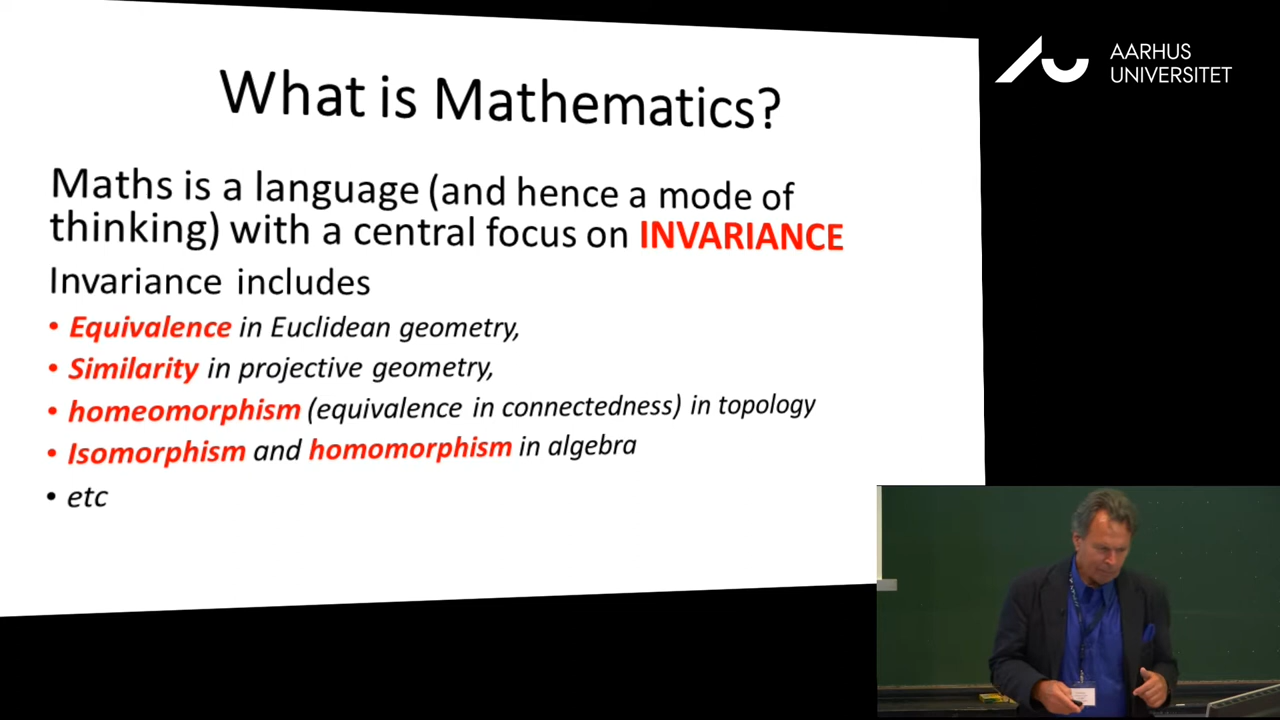 What is Mathematics?
AARHUS
UNIVERSITET
Maths is a language (and hence a mode of
thinking) with a central focus on INVARIANCE
Invariance includes
• Equivalence in Euclidean geometry,
• Similarity in projective geometry,
• homeomorphism (equivalence in connectedness) in topology
• Isomorphism and homomorphism in algebra
• etc